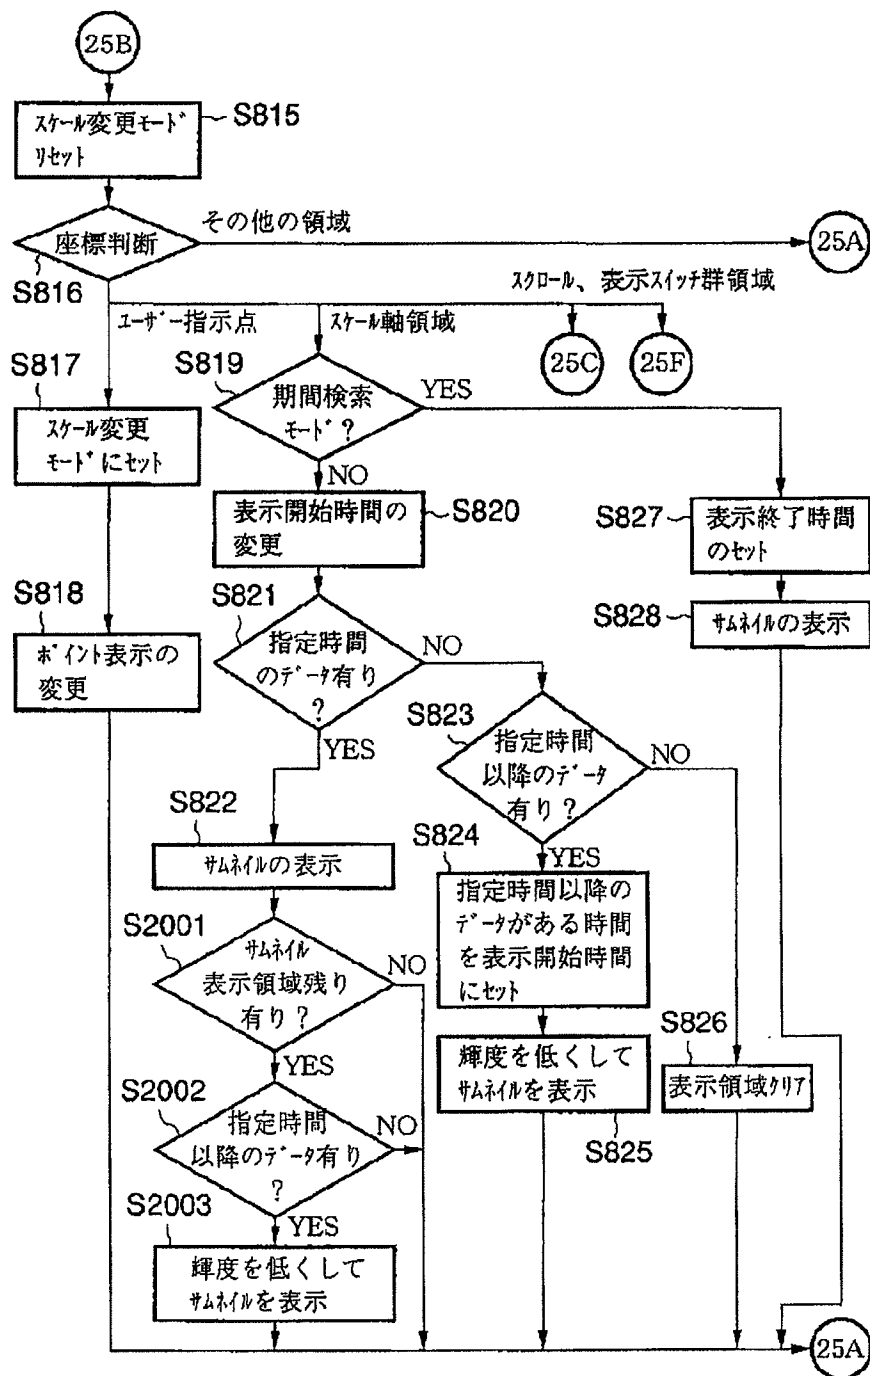 25B
スケール変更モード
リセット
S815
座標判断
その他の領域
25A
S816
スクロール、表示スイッチ群領域
ユーザー指示点
スケール軸領域
25C
25F
S817
S819
期間検索
モード?
YES
スケール変更
モードにセット
NO
表示開始時間の
変更
S820
S827
表示終了時間
のセット
S818
S821
S828
サムネイルの表示
ポイント表示の
変更
指定時間
のデータ有り
?
NO
YES
S823
指定時間
以降のデータ
有り?
NO
S822
サムネイルの表示
S824
YES
指定時間以降の
データがある時間
を表示開始時間
にセット
S2001
サムネイル
表示領域残り
有り?
NO
YES
輝度を低くして
サムネイルを表示
S825
S826
表示領域クリア
S2002
指定時間
以降のデータ有り
?
NO
S2003
YES
輝度を低くして
サムネイルを表示
25A